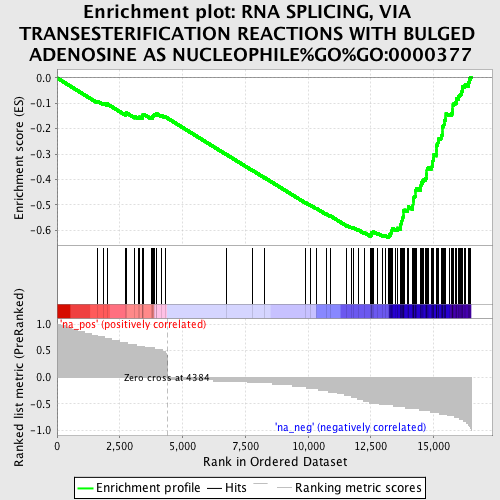 Enrichment plot: RNA SPLICING, VIA
TRANSESTERIFICATION REACTIONS WITH BULGED
ADENOSINE AS NUCLEOPHILE%GO%GO:0000377
Enrichment score (ES)
0.0
-0.1
-0.2
-0.3
-0.4
-0.5
-0.6
Ranked list metric (PreRanked)
1.0
0.5
0.0
-0.5
-1.0
'na_pos' (positively correlated)
Zero cross at 4384
'na_neg' (negatively correlated)
0
2,500
5,000
7,500
10,000
12,500
15,000
Rank in Ordered Dataset
Enrichment profile
Hits
Ranking metric scores